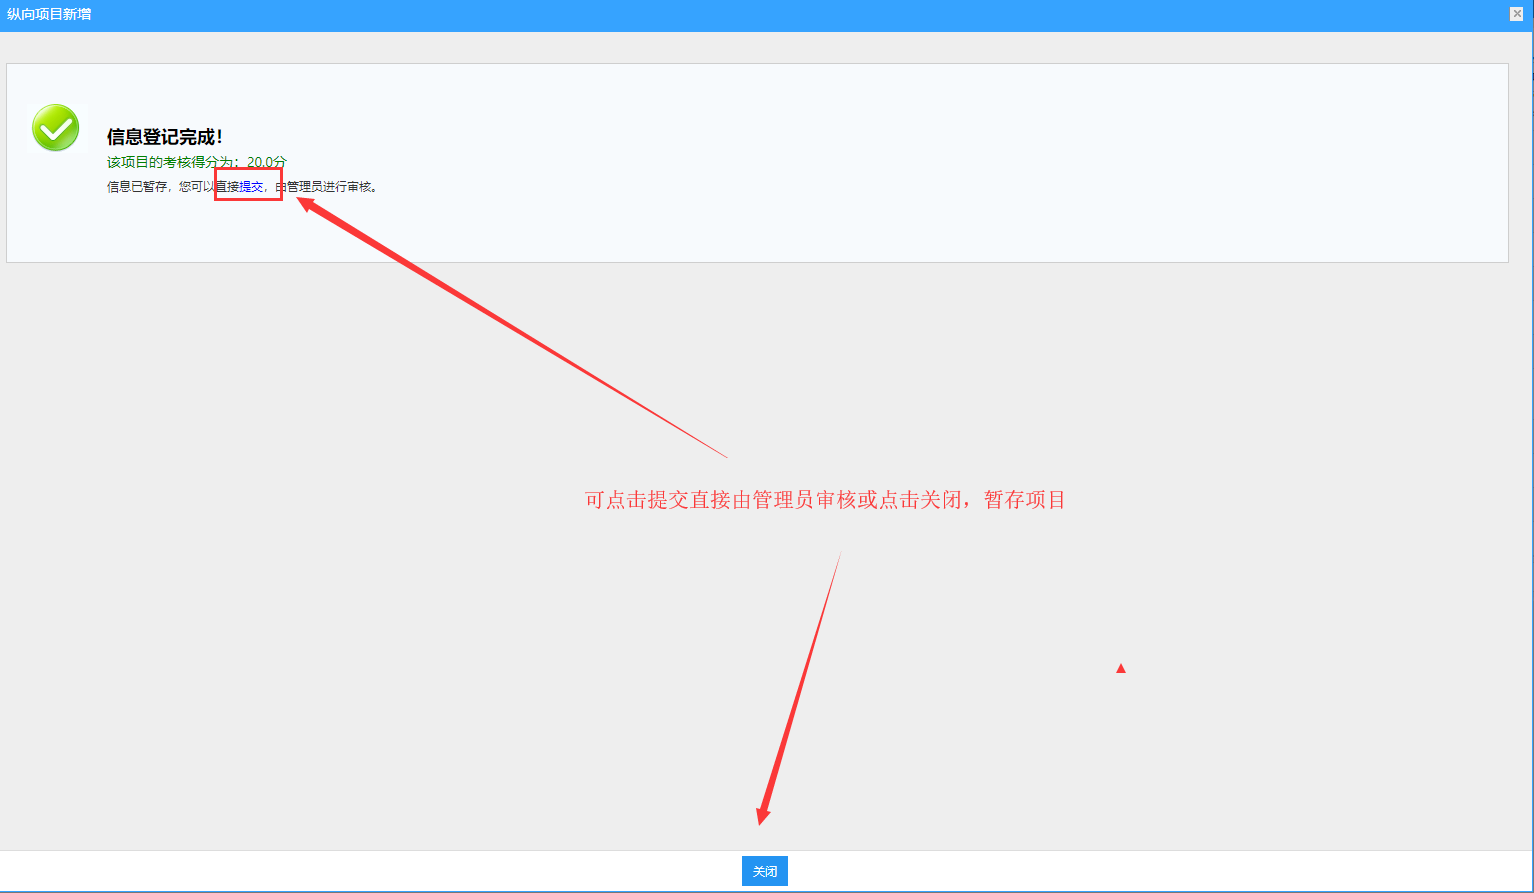 纵向项目新增
信息登记完成！
该项目的考核得分为：20.0分
信息已暂存，您可以直接提交，由管理员进行审核。
可点击提交直接由管理员审核或点击关闭，暂存项目
关闭